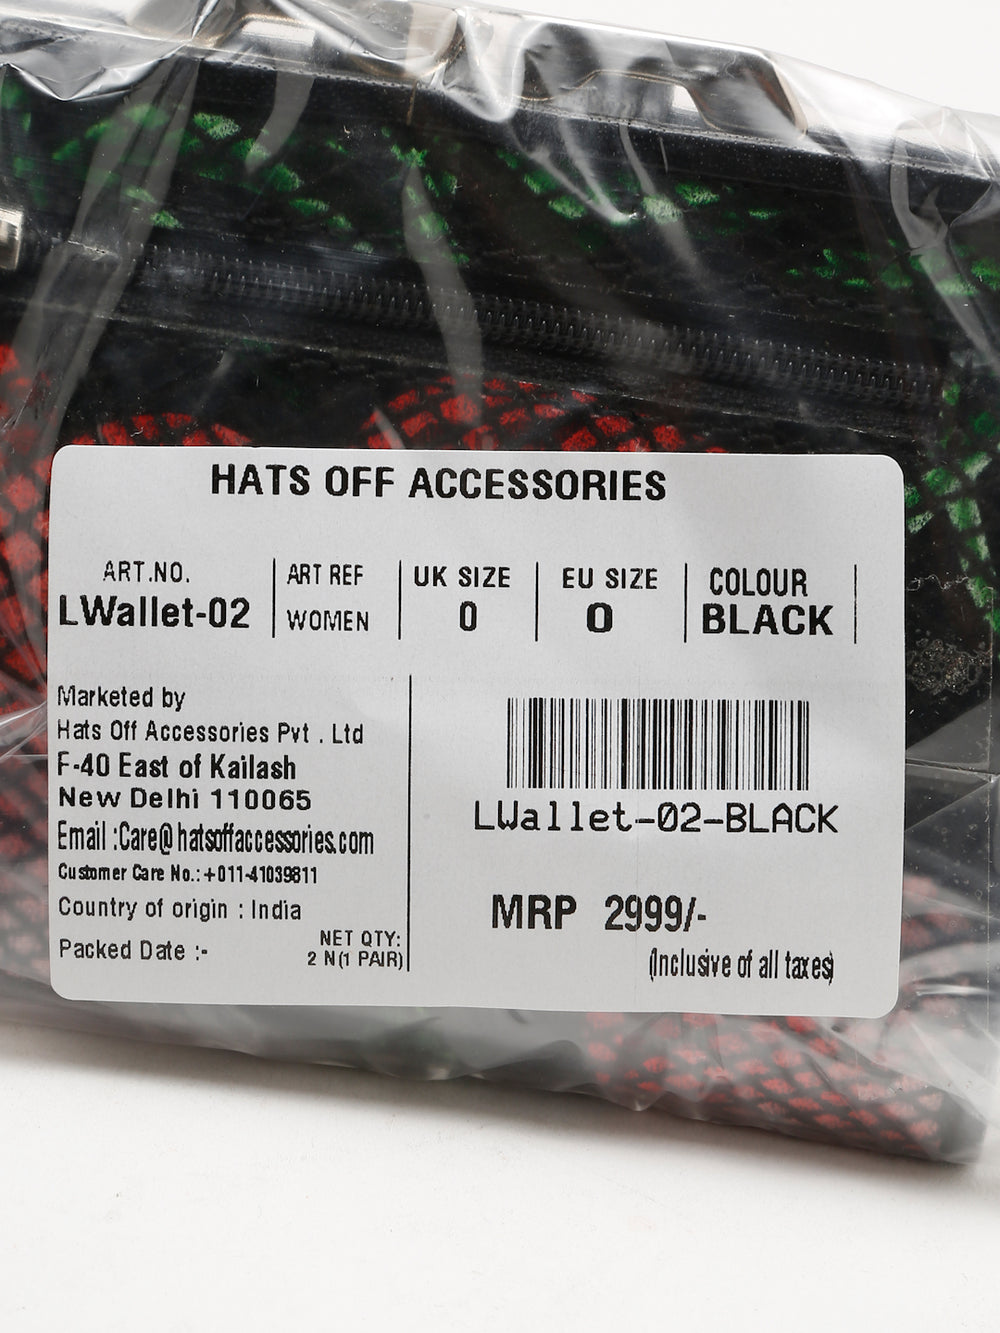 HATS OFF ACCESSORIES
ART.NO.
LWallet-02
ART REF
WOMEN
UK SIZE
0
EU SIZE
0
COLOUR
BLACK
Marketed by
Hats Off Accessories Pvt . Ltd
F-40 East of Kailash
New Delhi 110065
Email :Care@hatsoffaccessories.com
Customer Care No.:+011-41039811
Country of origin : India
Packed Date :-
NET QTY:
2 N(1 PAIR)
LWallet-02-BLACK
MRP 2999/-
(Inclusive of all taxes)